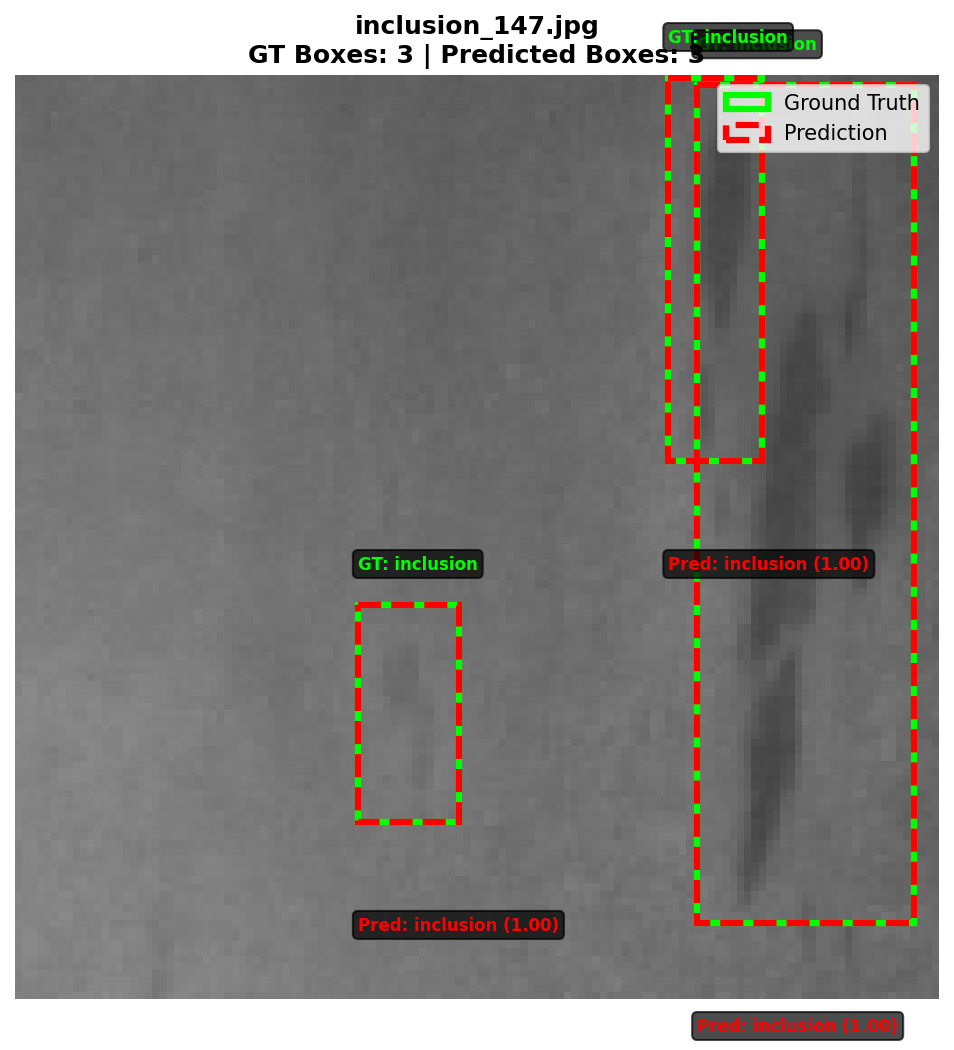 inclusion_147.jpg
GT Boxes: 3 | Predicted Boxes: 3
GT: inclusion
GT: inclusion
Ground Truth
Prediction
GT: inclusion
Pred: inclusion (1.00)
Pred: inclusion (1.00)
Pred: inclusion (1.00)